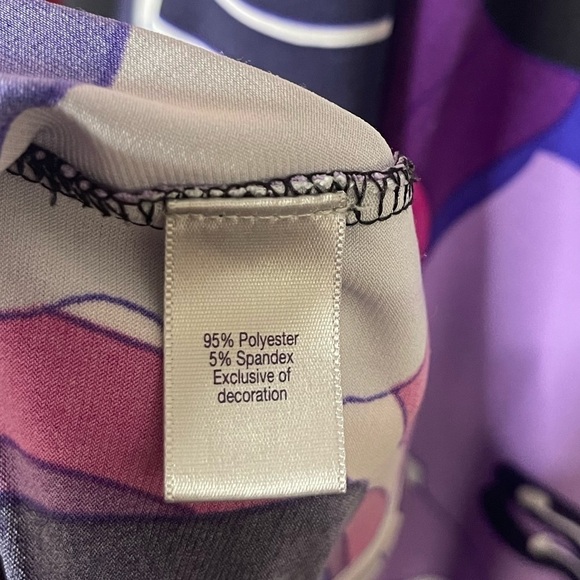 95% Polyester
5% Spandex
Exclusive of
decoration